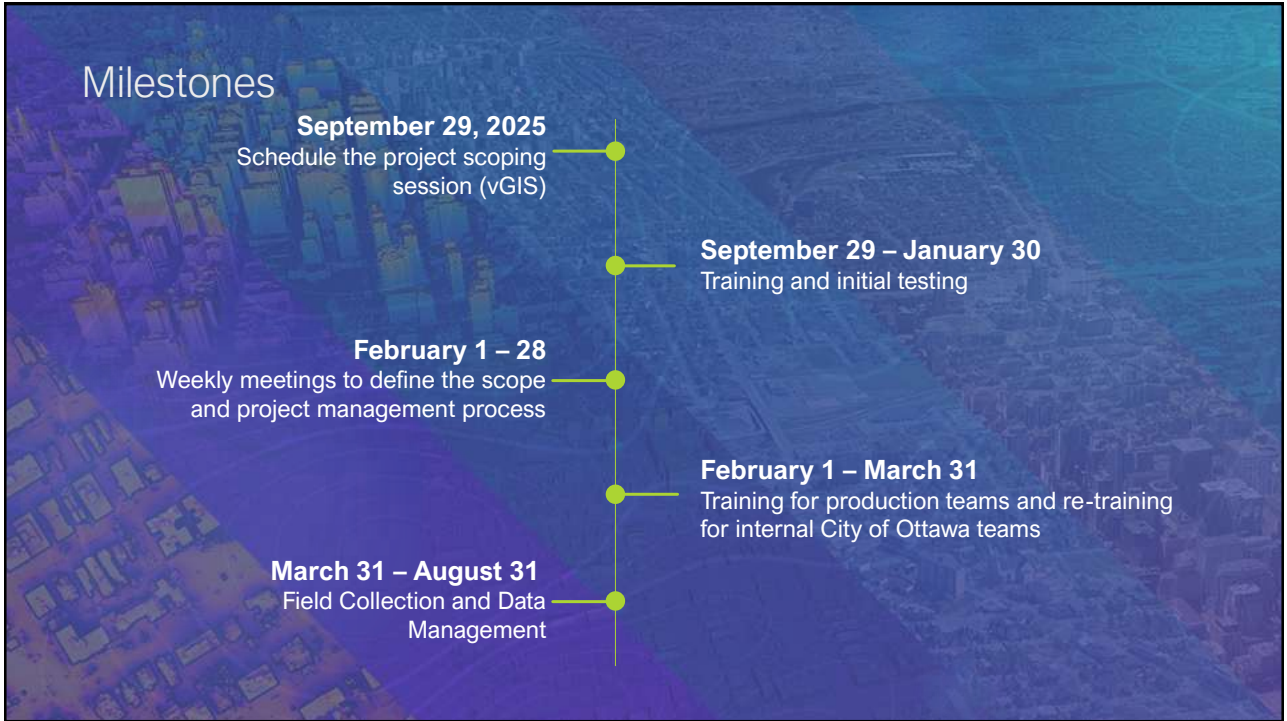 Milestones
September 29, 2025
Schedule the project scoping
session (vGIS)
September 29 – January 30
Training and initial testing
February 1 – 28
Weekly meetings to define the scope
and project management process
February 1 – March 31
Training for production teams and re-training
for internal City of Ottawa teams
March 31 – August 31
Field Collection and Data
Management